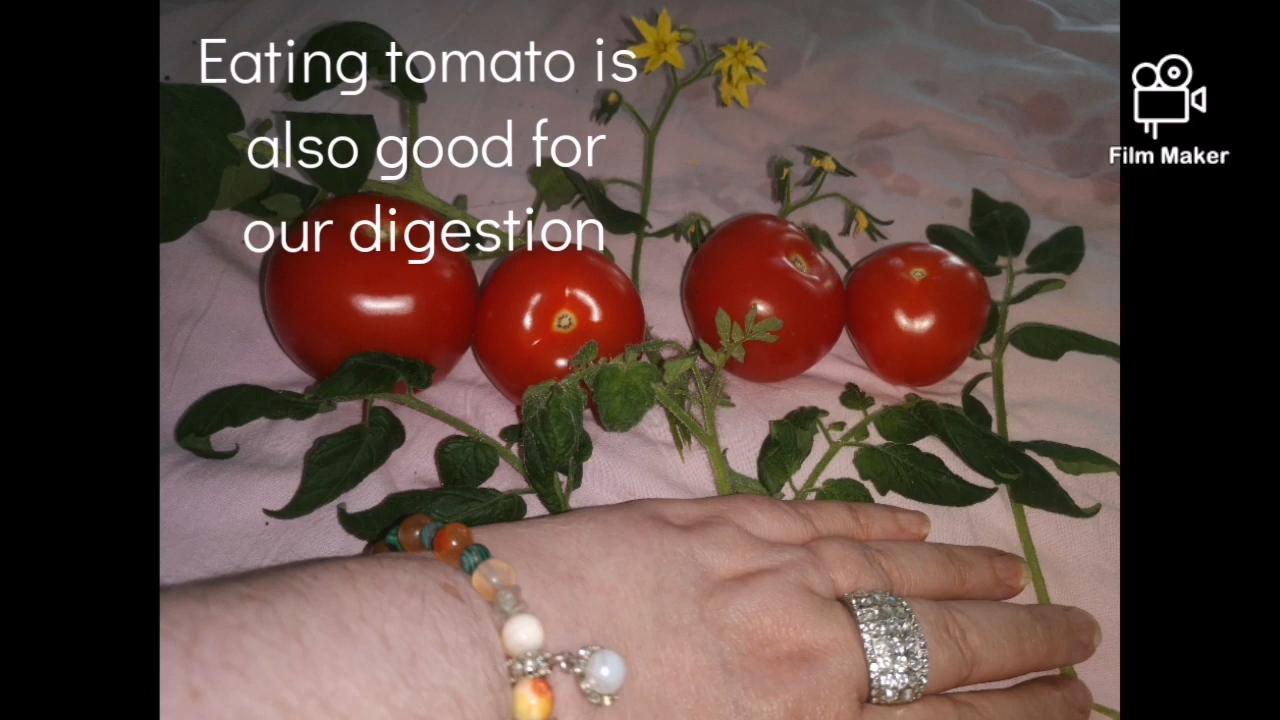 Eating tomato is
also good for
our digestion
Film Maker